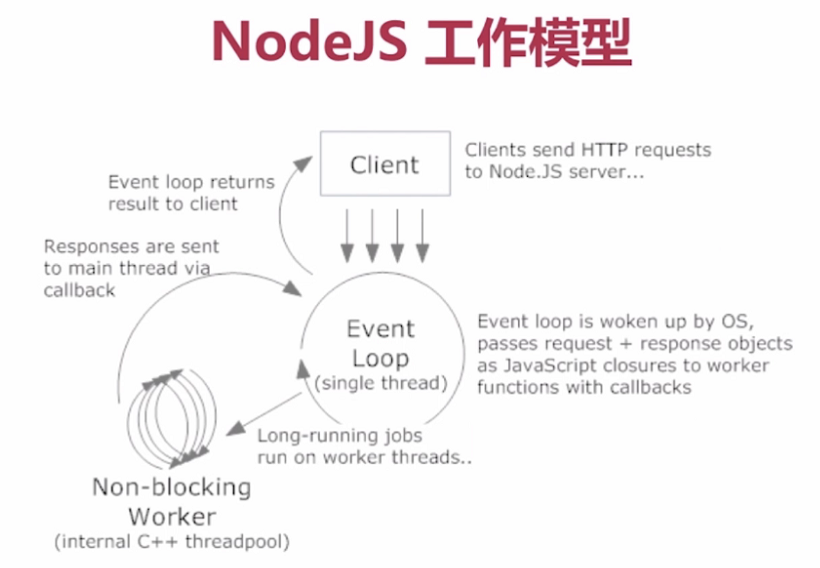 NodeJS 工作模型
Client
Clients send HTTP requests
to Node.JS server...
Event loop returns
result to client
Responses are sent
to main thread via
callback
Event
Loop
(single thread)
Event loop is woken up by OS,
passes request + response objects
as JavaScript closures to worker
functions with callbacks
Long-running jobs
run on worker threads..
Non-blocking
Worker
(internal C++ threadpool)